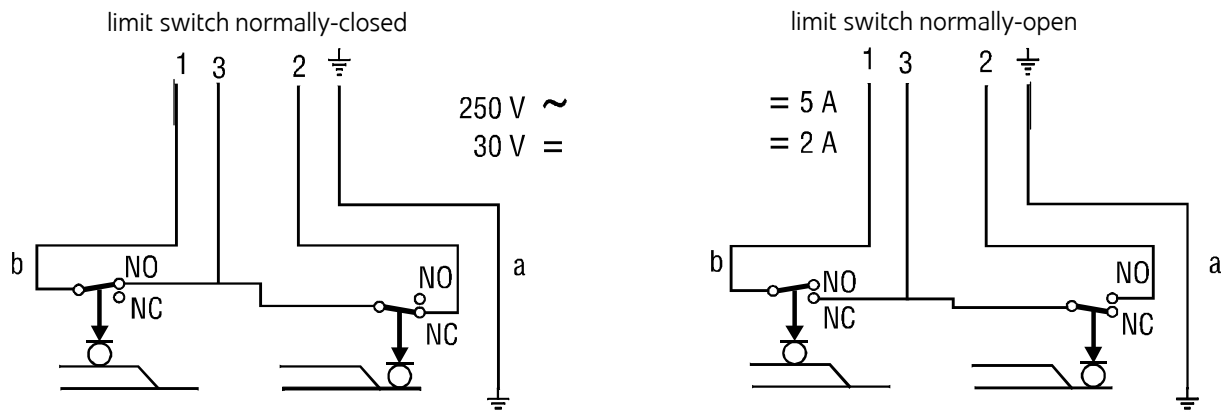 limit switch normally-closed
1 3 2
250 V ~
30 V =
b
NO
NC
NO
NC
a
limit switch normally-open
1 3 2
= 5 A
= 2 A
b
NO
NC
NO
NC
a